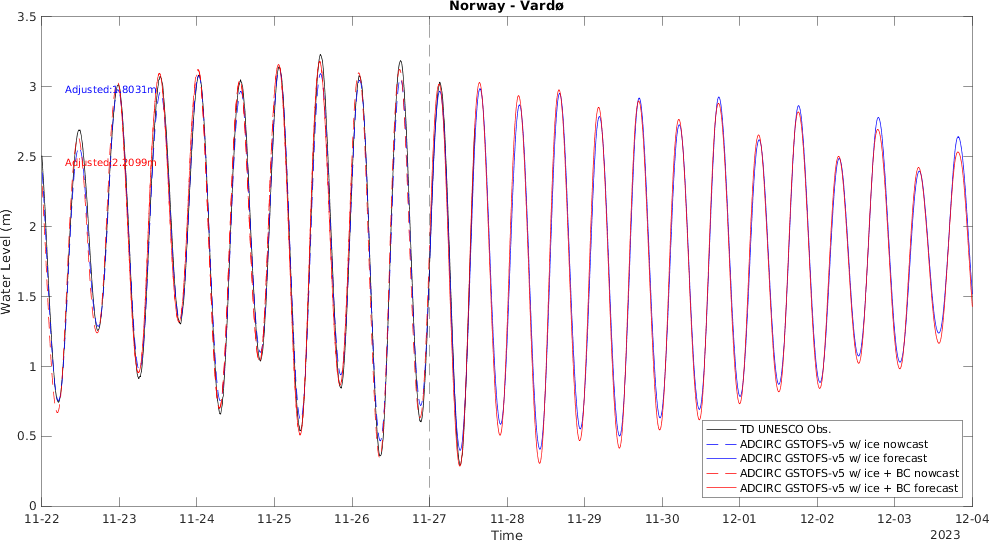 Norway - Vardø
3.5
3
2.5
2
1.5
1
0.5
0
Water Level (m)
Adjusted:1.8031m
Adjusted:2.2099m
TD UNESCO Obs.
ADCIRC GSTOFS-v5 w/ ice nowcast
ADCIRC GSTOFS-v5 w/ ice forecast
ADCIRC GSTOFS-v5 w/ ice + BC nowcast
ADCIRC GSTOFS-v5 w/ ice + BC forecast
11-22 11-23 11-24 11-25 11-26 11-27 11-28 11-29 11-30 12-01 12-02 12-03 12-04
Time
2023